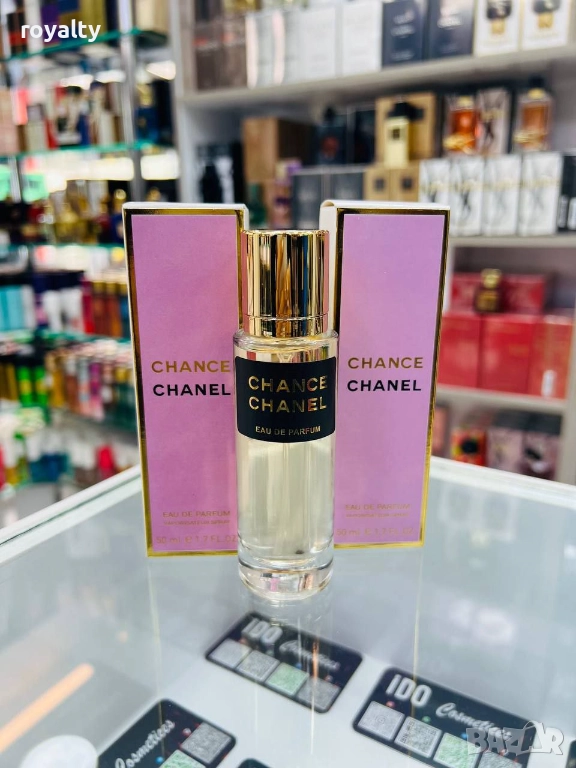 royalty
CHANCE
CHANEL
EAU DE PARFUM
CHANCE
CHANEL
EAU DE PARFUM
CHANCE
CHANEL
EAU DE PARFUM
IDO
Cosmetics
IDO
Cosmetics
Cosmetics
BAZAR